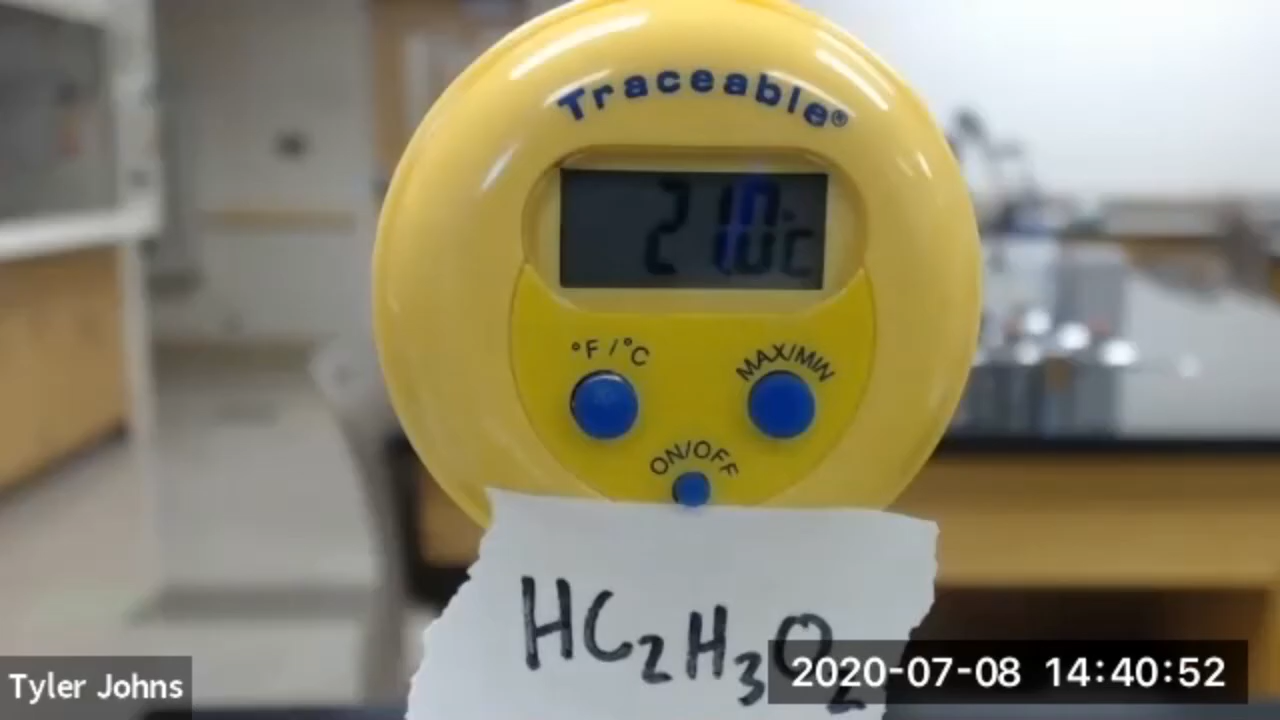 Traceable®
21.0°C
°F/°C
MAX/MIN
ON/OFF
HC₂H₃O₂
2020-07-08 14:40:52
Tyler Johns